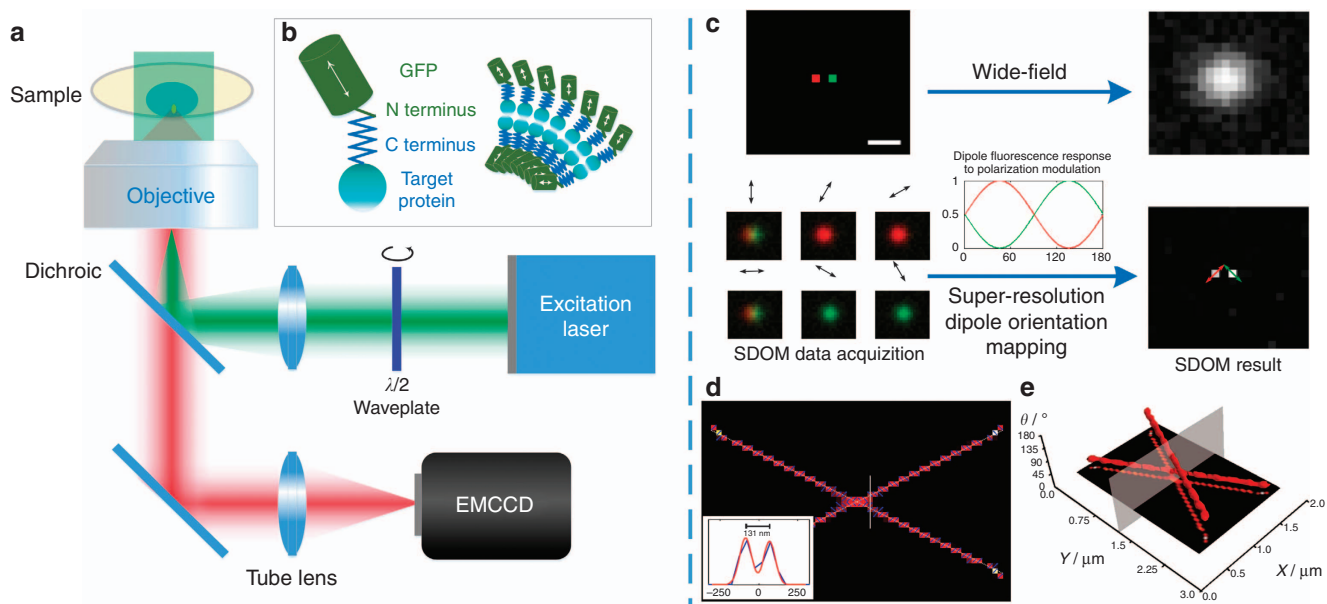 a
Sample
Objective
Dichroic
Excitation
laser
λ/2
Waveplate
EMCCD
Tube lens
b
GFP
N terminus
C terminus
Target
protein
c
Wide-field
Dipole fluorescence response
to polarization modulation
1
0.5
0
0 60 120 180
SDOM data acquizition
Super-resolution
dipole orientation
mapping
SDOM result
d
131 nm
−250 0 250
e
θ / °
180
135
90
45
0
0.0
0.75
1.5
2.25
3.0
Y / μm
0.0
0.5
1.0
1.5
2.0
X / μm